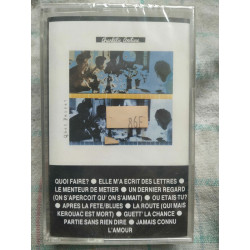 QUOI FAIRE? ● ELLE M'A ECRIT DES LETTRES ●
LE MENTEUR DE METIER ● UN DERNIER REGARD
(ON S'APERCOIT QU' ON S'AIMAIT) ● OU ETAIS TU?
● APRES LA FETE/BLUES ● LA ROUTE (QUI MAIS
KEROUAC EST MORT) ● GUETT' LA CHANCE ●
PARTIE SANS RIEN DIRE ● JAMAIS CONNU
L'AMOUR